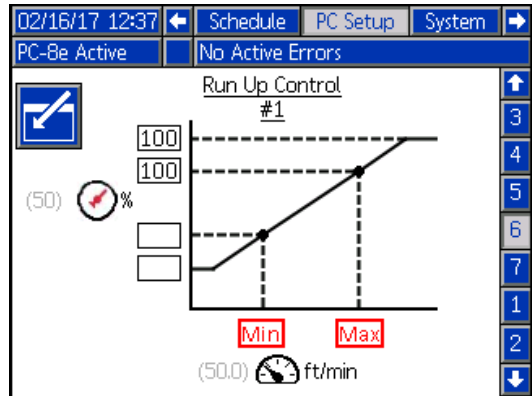 02/16/17 12:37 Schedule PC Setup System
PC-8e Active No Active Errors
Run Up Control
#1
3
4
5
6
7
1
2
100
100
(50) %
Min Max
(50.0) ft/min